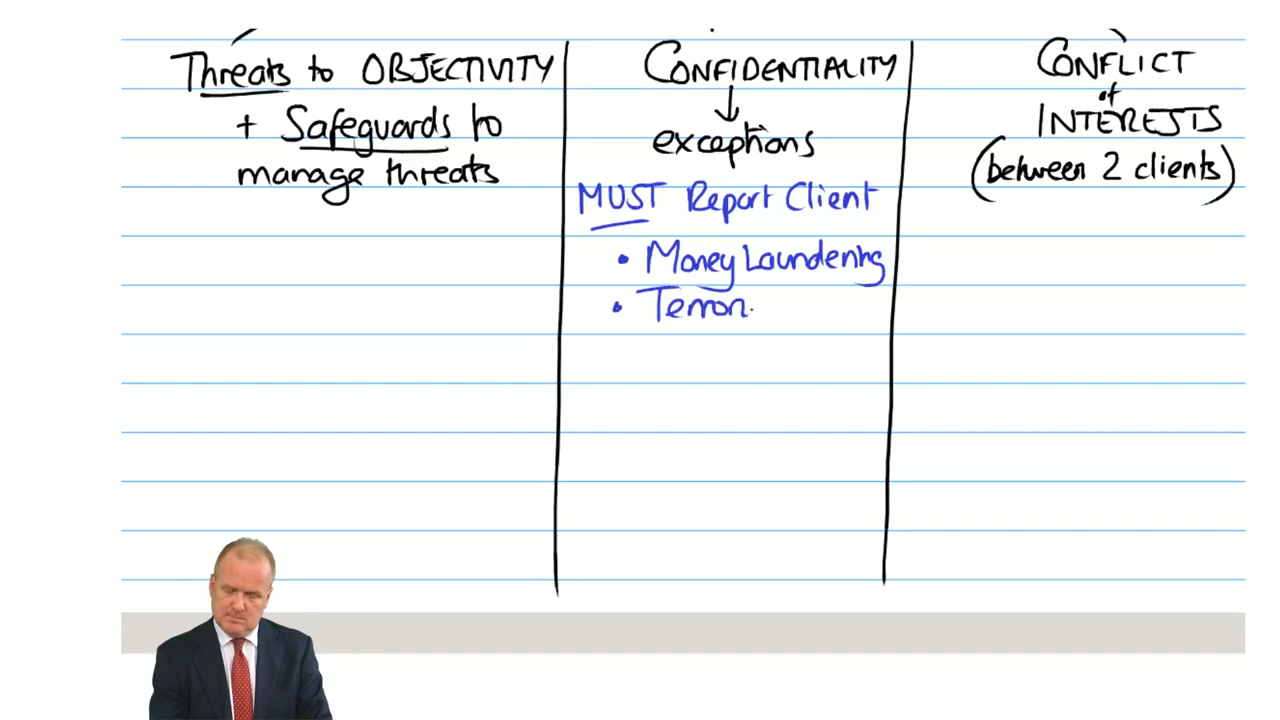 Threats to OBJECTIVITY
+ Safeguards to
manage threats
CONFIDENTIALITY
↓
exceptions
MUST Report Client
• Money Laundering
• Terror
CONFLICT
of
INTERESTS
(between 2 clients)